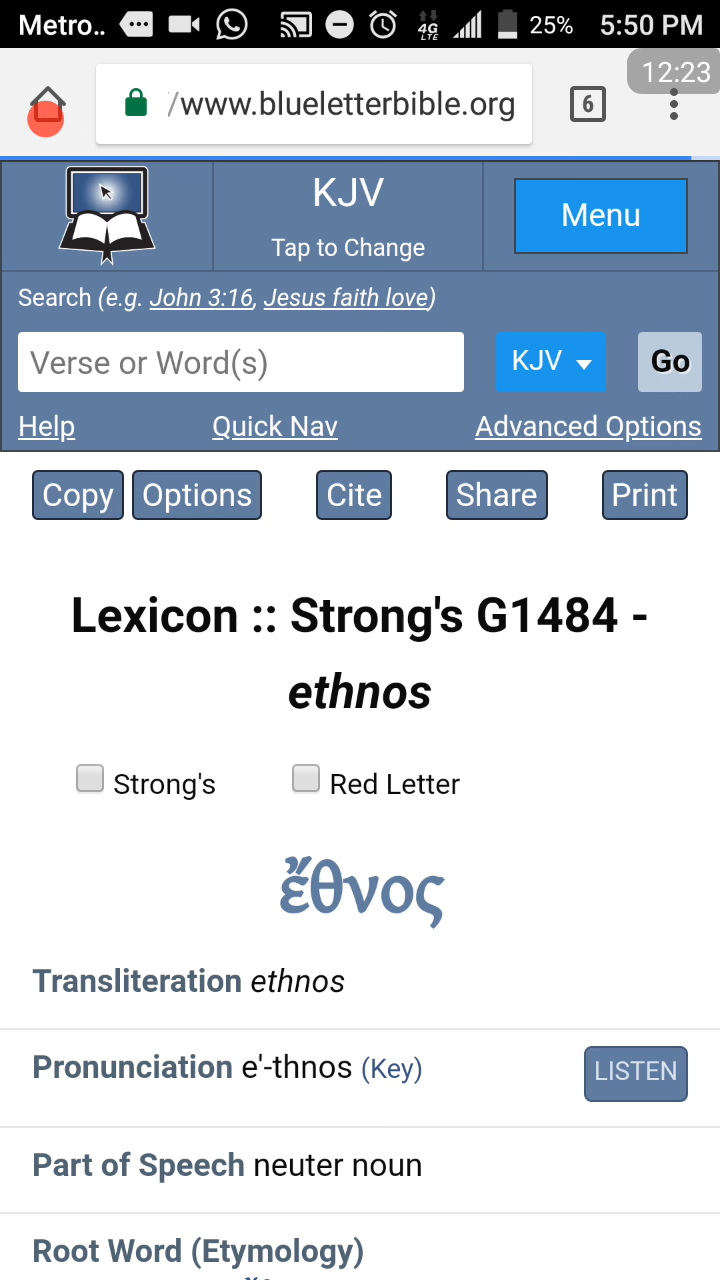 Metro.. 4G LTE 25% 5:50 PM
12:23
/www.blueletterbible.org 6
KJV
Tap to Change
Menu
Search (e.g. John 3:16, Jesus faith love)
Verse or Word(s) KJV Go
Help Quick Nav Advanced Options
Copy Options Cite Share Print
Lexicon :: Strong's G1484 -
ethnos
Strong's Red Letter
ἔθνος
Transliteration ethnos
Pronunciation e'-thnos (Key) LISTEN
Part of Speech neuter noun
Root Word (Etymology)